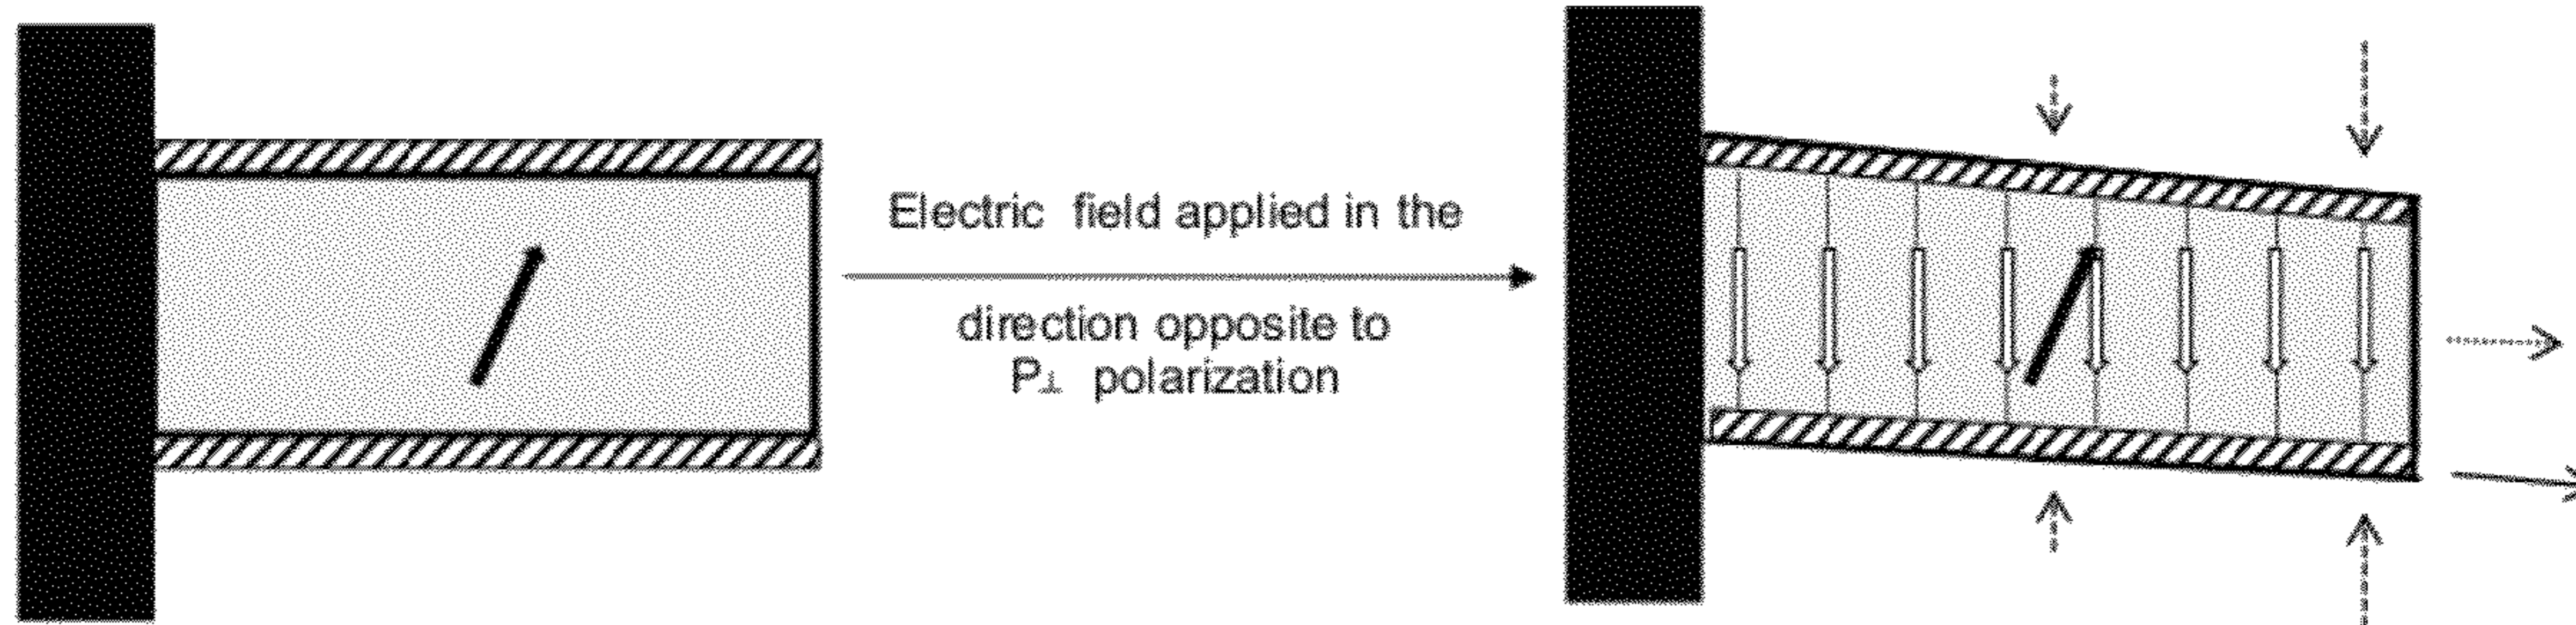 Electric field applied in the
direction opposite to
P⊥ polarization